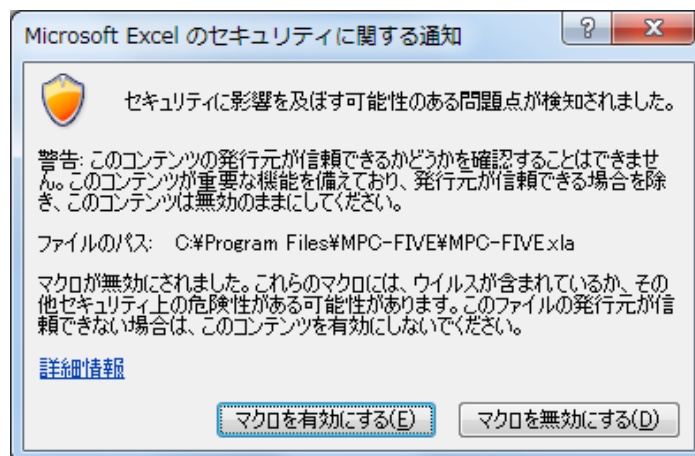 Microsoft Excel のセキュリティに関する通知
セキュリティに影響を及ぼす可能性のある問題点が検知されました。
警告: このコンテンツの発行元が信頼できるかどうかを確認することはできませ
ん。このコンテンツが重要な機能を備えており、発行元が信頼できる場合を除
き、このコンテンツは無効のままにしてください。
ファイルのパス: C:¥Program Files¥MPC-FIVE¥MPC-FIVE.xla
マクロが無効にされました。これらのマクロには、ウイルスが含まれているか、その
他セキュリティ上の危険性がある可能性があります。このファイルの発行元が信
頼できない場合は、このコンテンツを有効にしないでください。
詳細情報
マクロを有効にする(E) マクロを無効にする(D)